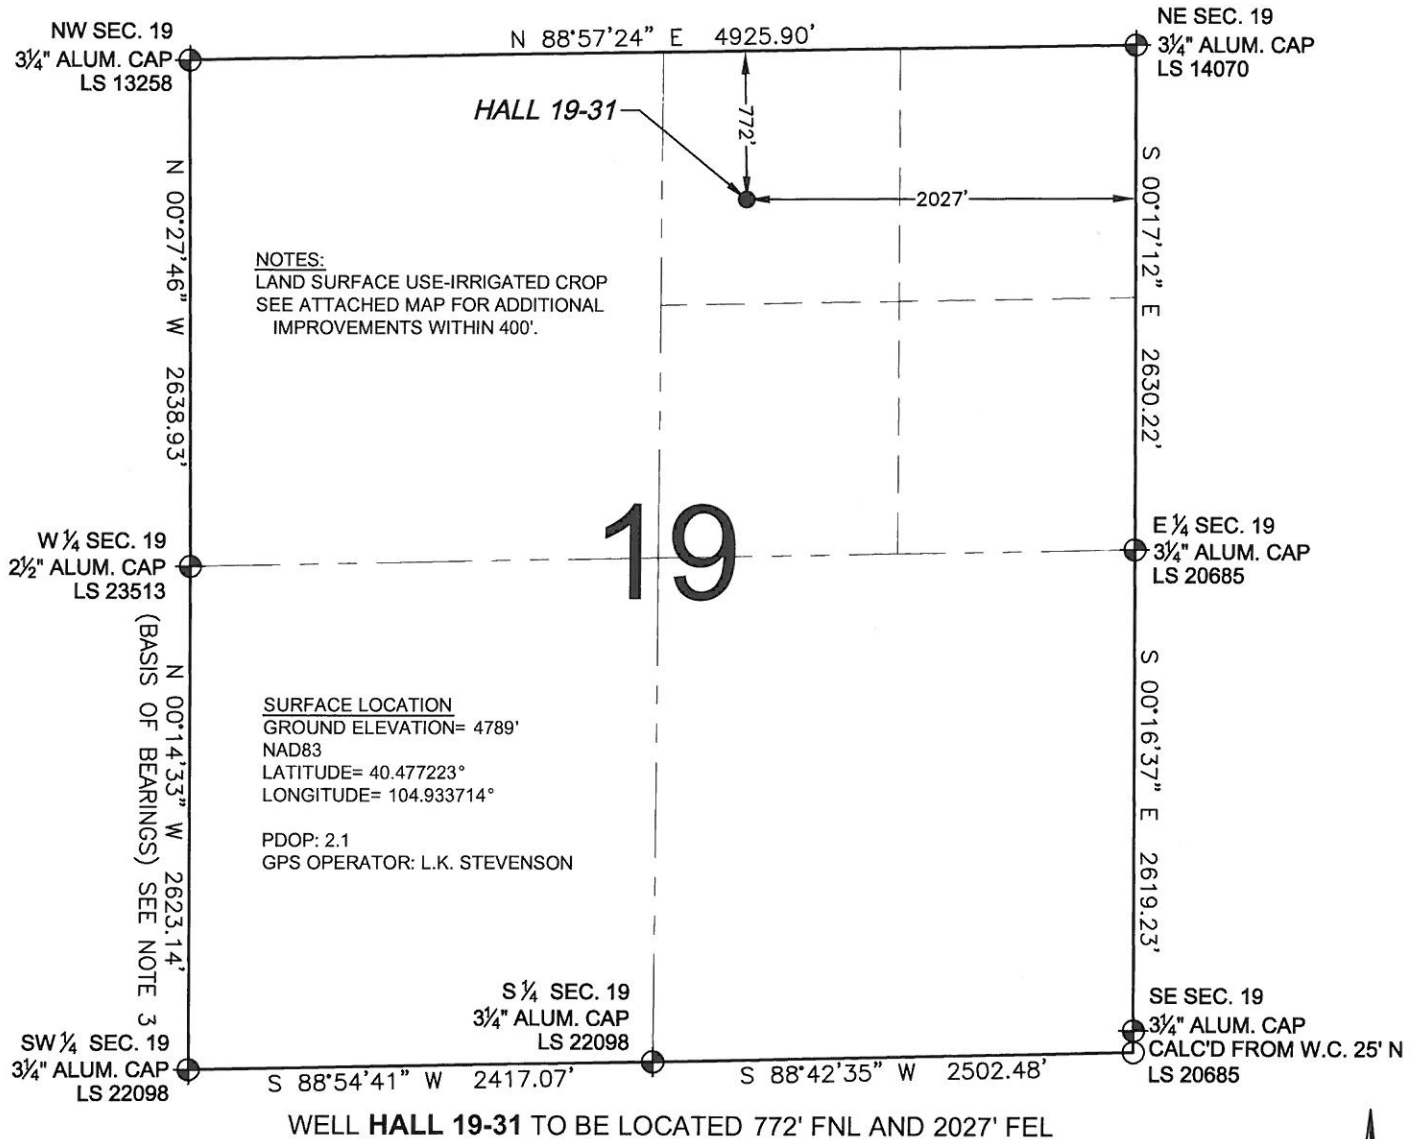 NW SEC. 19
3¼" ALUM. CAP
LS 13258
N 88°57'24" E 4925.90'
NE SEC. 19
3¼" ALUM. CAP
LS 14070
HALL 19-31
772'
2027'
N 00°27'46" W 2638.93'
S 00°17'12" E 2630.22'
NOTES:
LAND SURFACE USE-IRRIGATED CROP
SEE ATTACHED MAP FOR ADDITIONAL
IMPROVEMENTS WITHIN 400'.
19
W ¼ SEC. 19
2½" ALUM. CAP
LS 23513
E ¼ SEC. 19
3¼" ALUM. CAP
LS 20685
N 00°14'33" W 2623.14'
(BASIS OF BEARINGS) SEE NOTE 3
S 00°16'37" E 2619.23'
SURFACE LOCATION
GROUND ELEVATION= 4789'
NAD83
LATITUDE= 40.477223°
LONGITUDE= 104.933714°
PDOP: 2.1
GPS OPERATOR: L.K. STEVENSON
S ¼ SEC. 19
3¼" ALUM. CAP
LS 22098
SE SEC. 19
3¼" ALUM. CAP
CALC'D FROM W.C. 25' N
LS 20685
SW ¼ SEC. 19
3¼" ALUM. CAP
LS 22098
S 88°54'41" W 2417.07'
S 88°42'35" W 2502.48'
WELL HALL 19-31 TO BE LOCATED 772' FNL AND 2027' FEL